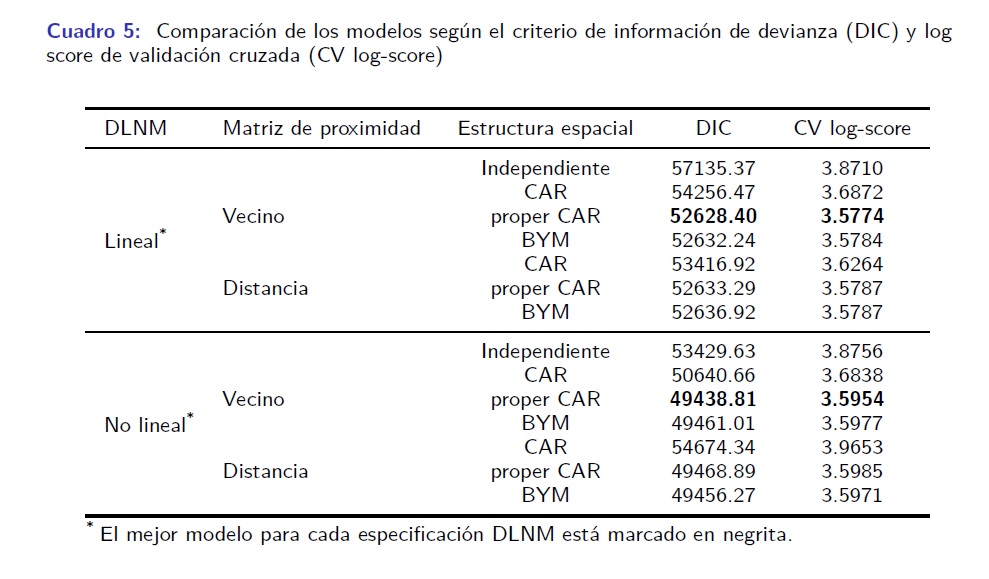 Cuadro 5: Comparación de los modelos según el criterio de información de devianza (DIC) y log
score de validación cruzada (CV log-score)
DLNM Matriz de proximidad Estructura espacial DIC CV log-score
Independiente 57135.37 3.8710
CAR 54256.47 3.6872
Vecino proper CAR 52628.40 3.5774
Lineal* BYM 52632.24 3.5784
CAR 53416.92 3.6264
Distancia proper CAR 52633.29 3.5787
BYM 52636.92 3.5787
Independiente 53429.63 3.8756
CAR 50640.66 3.6838
Vecino proper CAR 49438.81 3.5954
No lineal* BYM 49461.01 3.5977
CAR 54674.34 3.9653
Distancia proper CAR 49468.89 3.5985
BYM 49456.27 3.5971
* El mejor modelo para cada especificación DLNM está marcado en negrita.